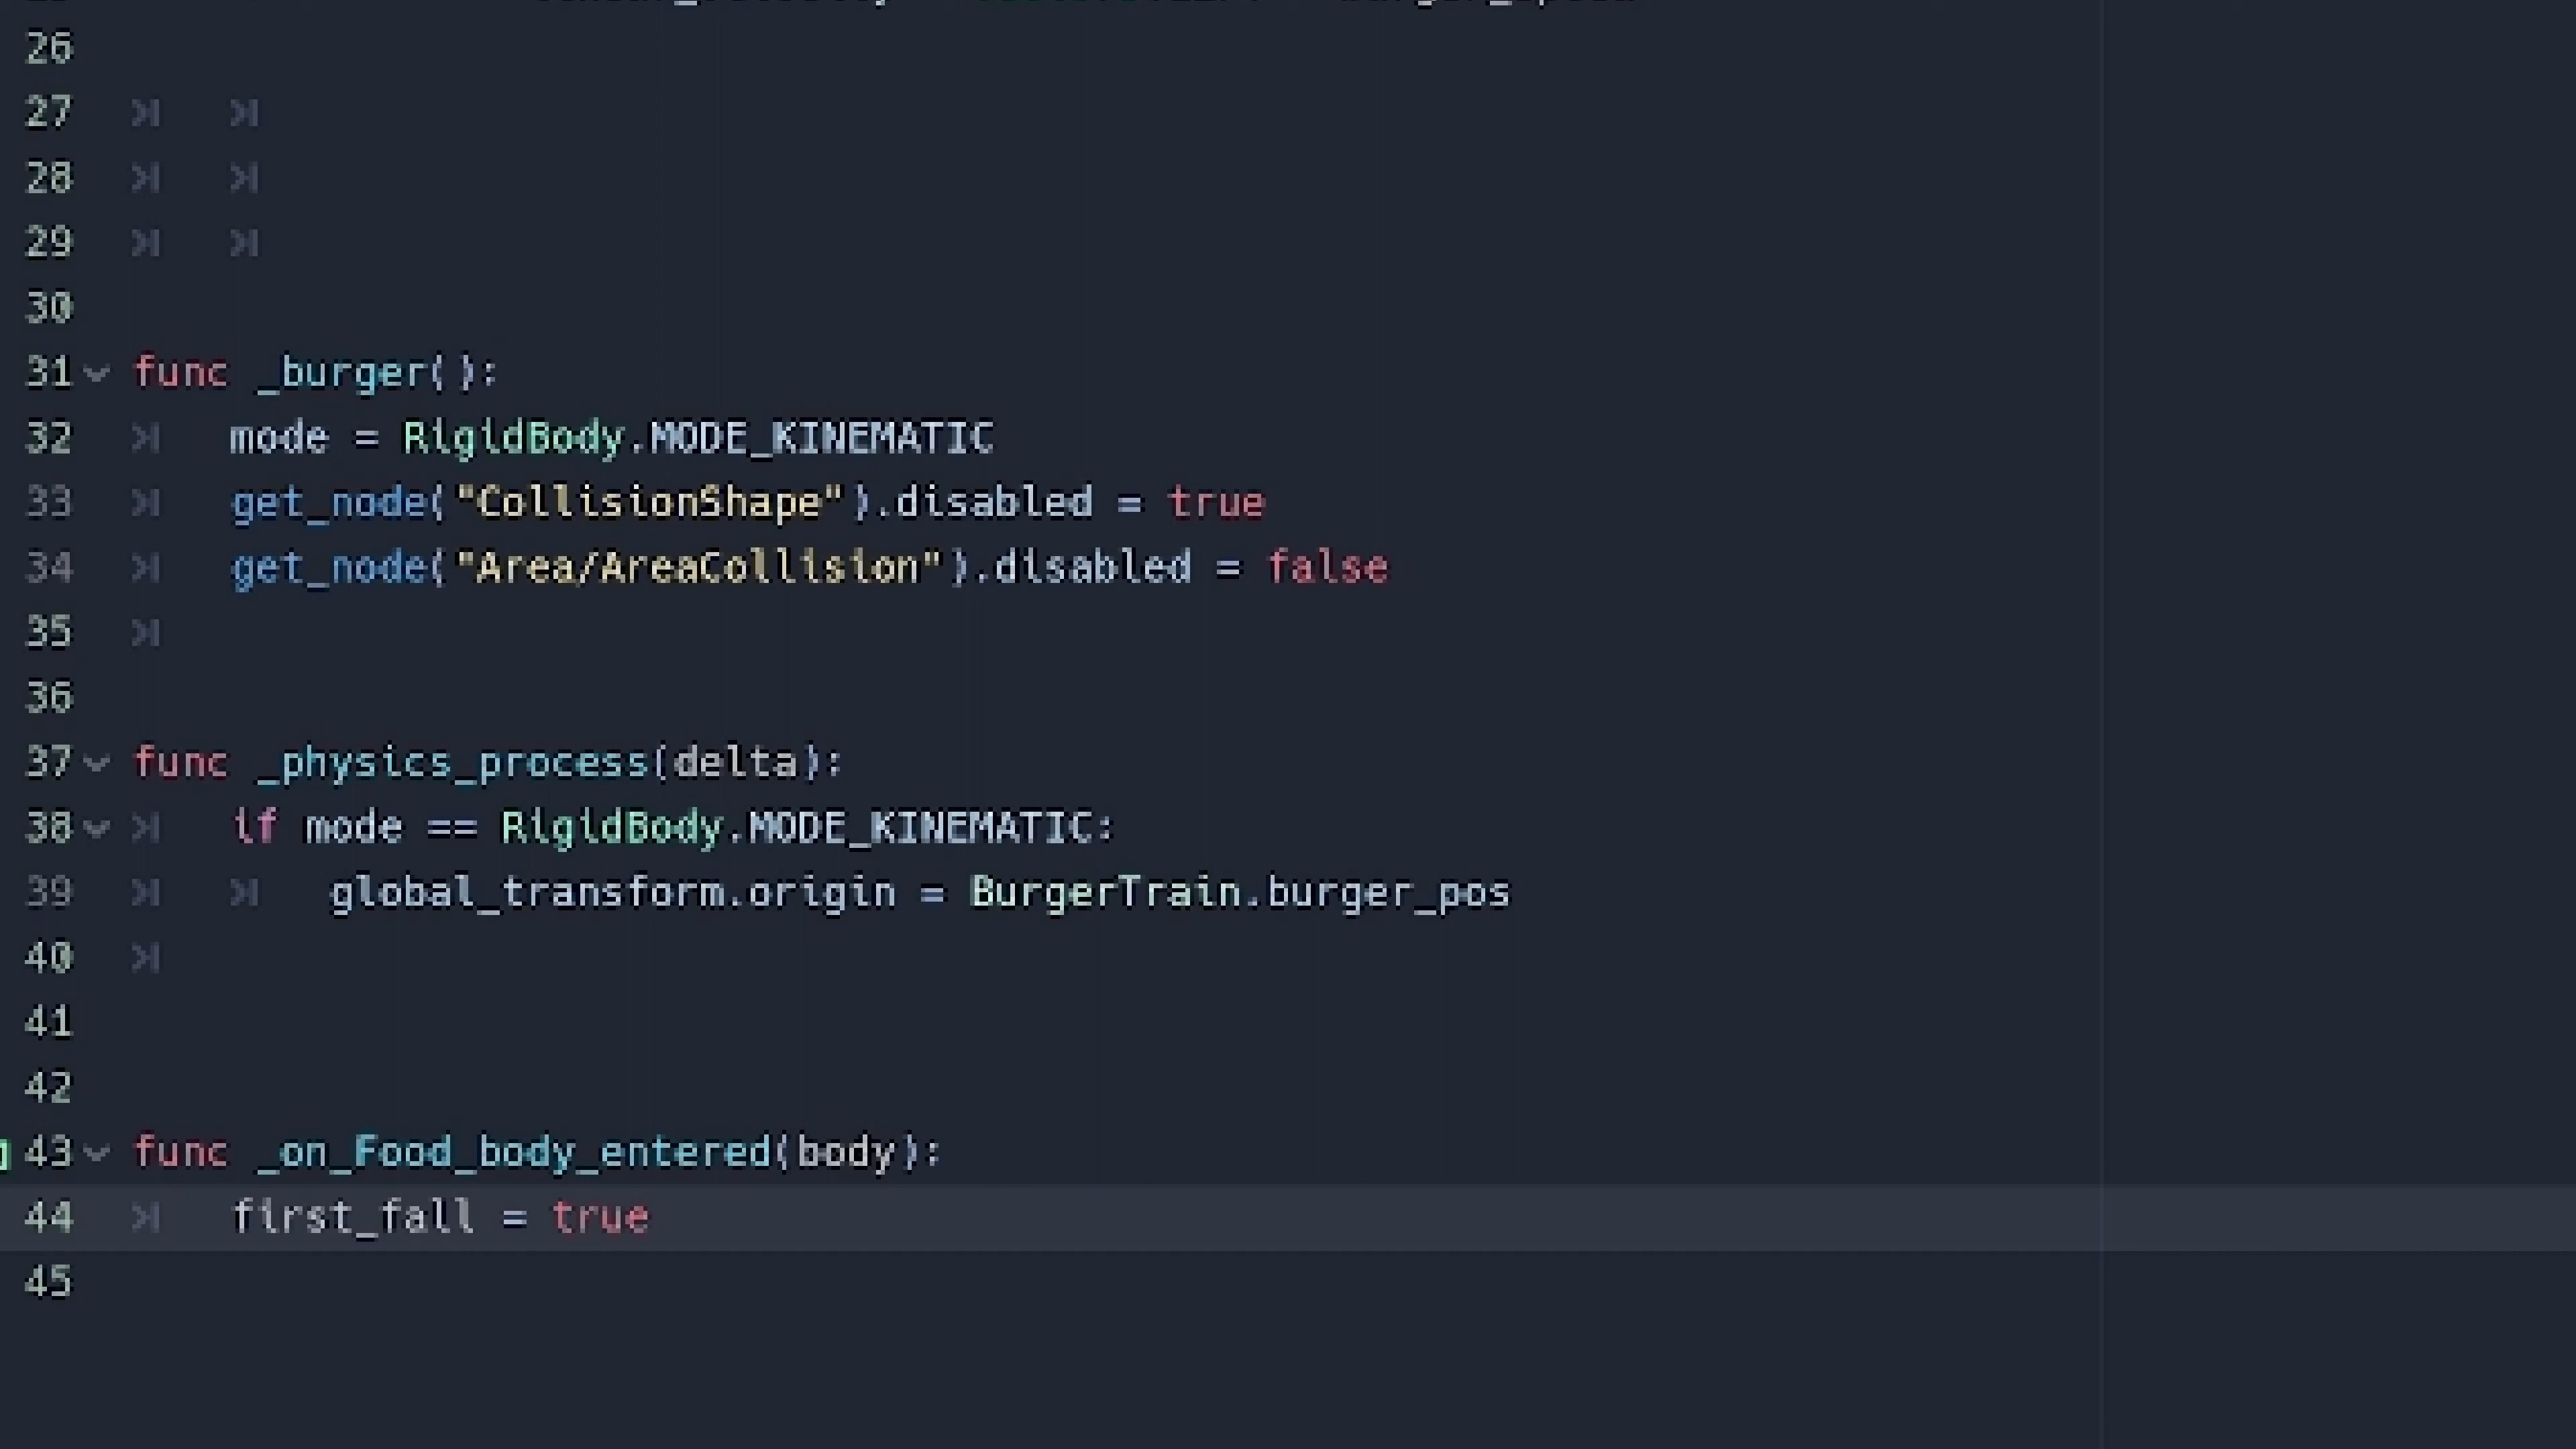 26
27
28
29
30
31 func _burger():
32 mode = RigidBody.MODE_KINEMATIC
33 get_node("CollisionShape").disabled = true
34 get_node("Area/AreaCollision").disabled = false
35
36
37 func _physics_process(delta):
38 if mode == RigidBody.MODE_KINEMATIC:
39 global_transform.origin = BurgerTrain.burger_pos
40
41
42
43 func _on_Food_body_entered(body):
44 first_fall = true
45